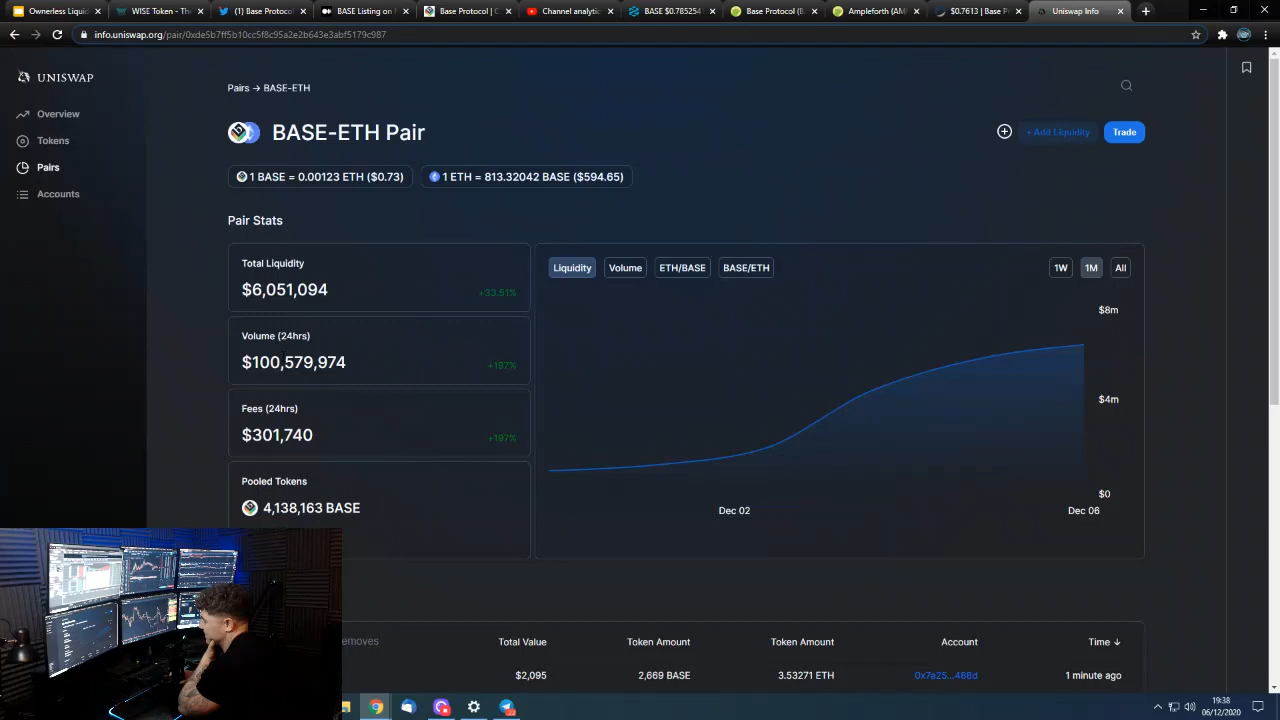 Ownerless Liquid
WISE Token - The
(1) Base Protoc
BASE Listing on
Base Protocol | C
Channel analytic
BASE $0.785254
Base Protocol (B
Ampleforth (AM
$0.7613 | Base P
Uniswap Info
info.uniswap.org/pair/0xde5b7ff5b10cc5f8c95a2e2b643e3abf5179c987
UNISWAP
Overview
Tokens
Pairs
Accounts
Pairs → BASE-ETH
BASE-ETH Pair
+ Add Liquidity
Trade
1 BASE = 0.00123 ETH ($0.73)
1 ETH = 813.32042 BASE ($594.65)
Pair Stats
Total Liquidity
$6,051,094
+33.51%
Volume (24hrs)
$100,579,974
+197%
Fees (24hrs)
$301,740
+197%
Pooled Tokens
4,138,163 BASE
Liquidity
Volume
ETH/BASE
BASE/ETH
1W
1M
All
$8m
$4m
$0
Dec 02
Dec 06
emoves
Total Value
Token Amount
Token Amount
Account
Time ↓
$2,095
2,669 BASE
3.53271 ETH
0x7a25...488d
1 minute ago
19:38
06/12/2020